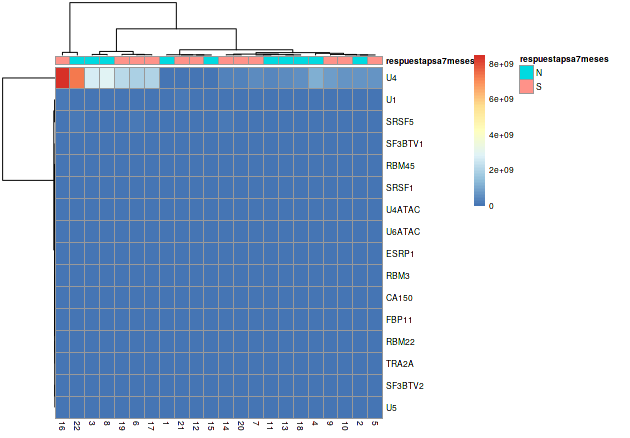 respuestapsa7meses
U4
U1
SRSF5
SF3BTV1
RBM45
SRSF1
U4ATAC
U6ATAC
ESRP1
RBM3
CA150
FBP11
RBM22
TRA2A
SF3BTV2
U5
16 22 3 8 19 6 17 1 21 12 15 14 20 7 11 13 18 4 9 10 2 5
8e+09
6e+09
4e+09
2e+09
0
respuestapsa7meses
N
S